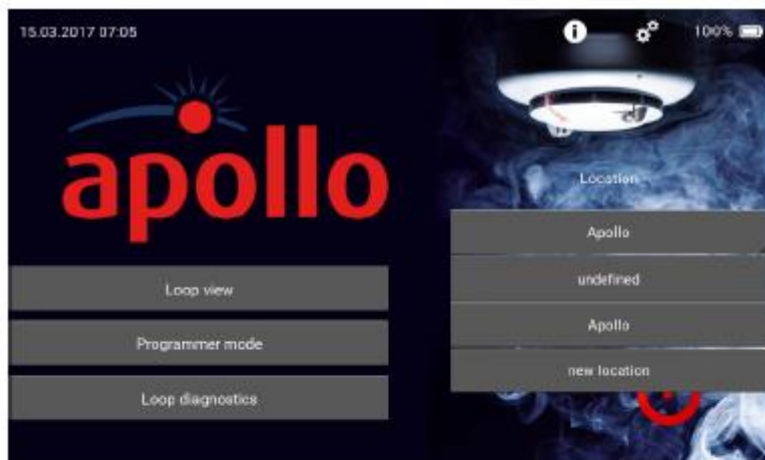 15.03.2017 07:05
100%
apollo
Location
Apollo
undefined
Apollo
new location
Loop view
Programmer mode
Loop diagnostics